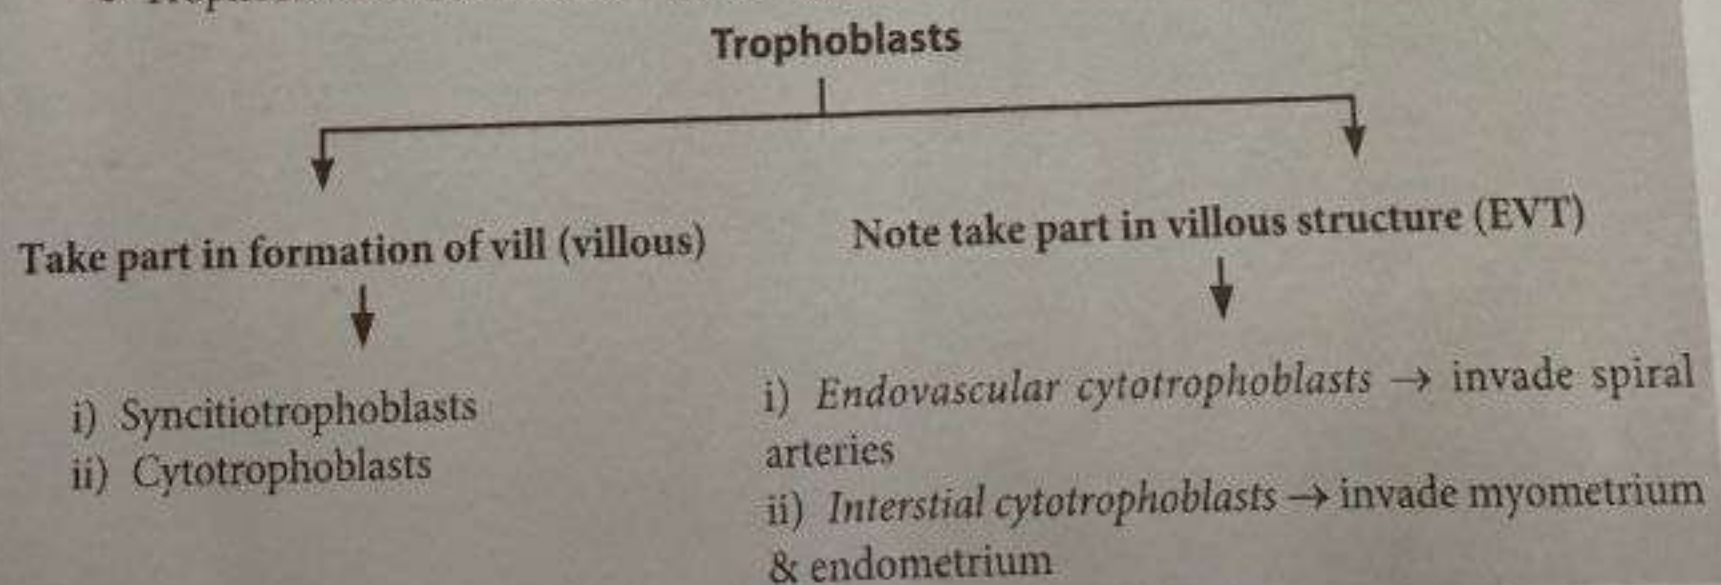 Trophoblasts
Take part in formation of vill (villous)
Note take part in villous structure (EVT)
i) Syncitiotrophoblasts
ii) Cytotrophoblasts
i) Endovascular cytotrophoblasts → invade spiral
arteries
ii) Interstial cytotrophoblasts → invade myometrium
& endometrium